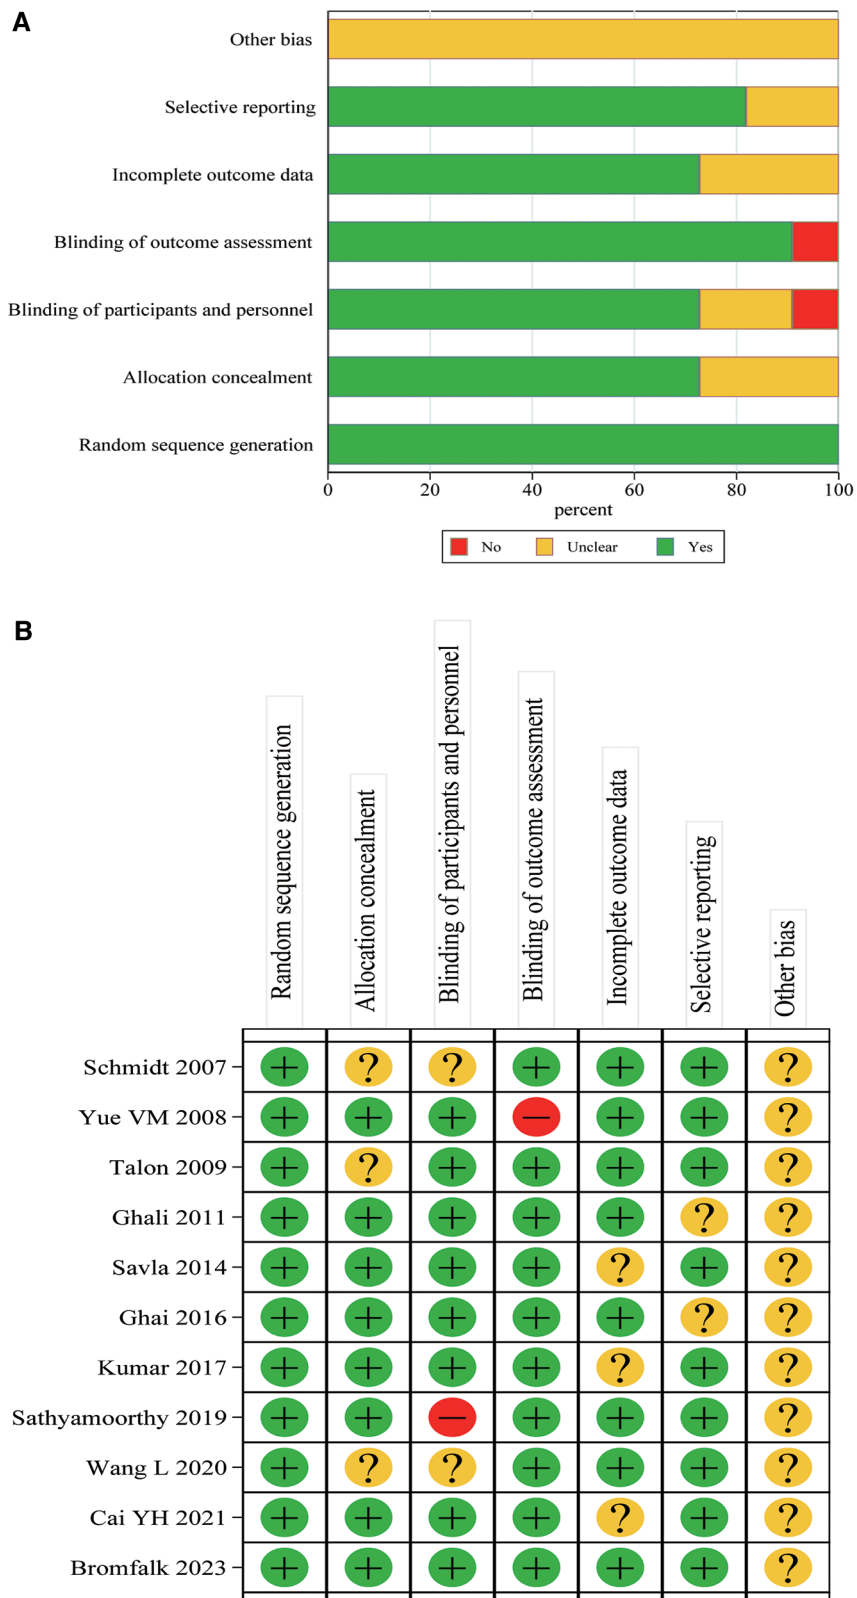 A
Other bias
Selective reporting
Incomplete outcome data
Blinding of outcome assessment
Blinding of participants and personnel
Allocation concealment
Random sequence generation
0 20 40 60 80 100
percent
No Unclear Yes
B
Random sequence generation
Allocation concealment
Blinding of participants and personnel
Blinding of outcome assessment
Incomplete outcome data
Selective reporting
Other bias
Schmidt 2007 + ? ? + + + ?
Yue VM 2008 + + + − + + ?
Talon 2009 + ? + + + + ?
Ghali 2011 + + + + + ? ?
Savla 2014 + + + + ? + ?
Ghai 2016 + + + + + ? ?
Kumar 2017 + + + + ? + ?
Sathyamoorthy 2019 + + − + + + ?
Wang L 2020 + ? ? + + + ?
Cai YH 2021 + + + + ? + ?
Bromfalk 2023 + + + + + + ?